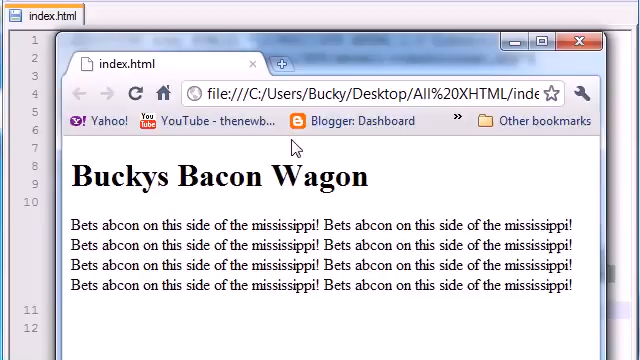 index.html
1
2
3
4
5
6
7
8
9
10
11
12
index.html
file:///C:/Users/Bucky/Desktop/All%20XHTML/inde
Yahoo! You Tube YouTube - thenewb... Blogger: Dashboard » Other bookmarks
Buckys Bacon Wagon
Bets abcon on this side of the mississippi! Bets abcon on this side of the mississippi!
Bets abcon on this side of the mississippi! Bets abcon on this side of the mississippi!
Bets abcon on this side of the mississippi! Bets abcon on this side of the mississippi!
Bets abcon on this side of the mississippi! Bets abcon on this side of the mississippi!